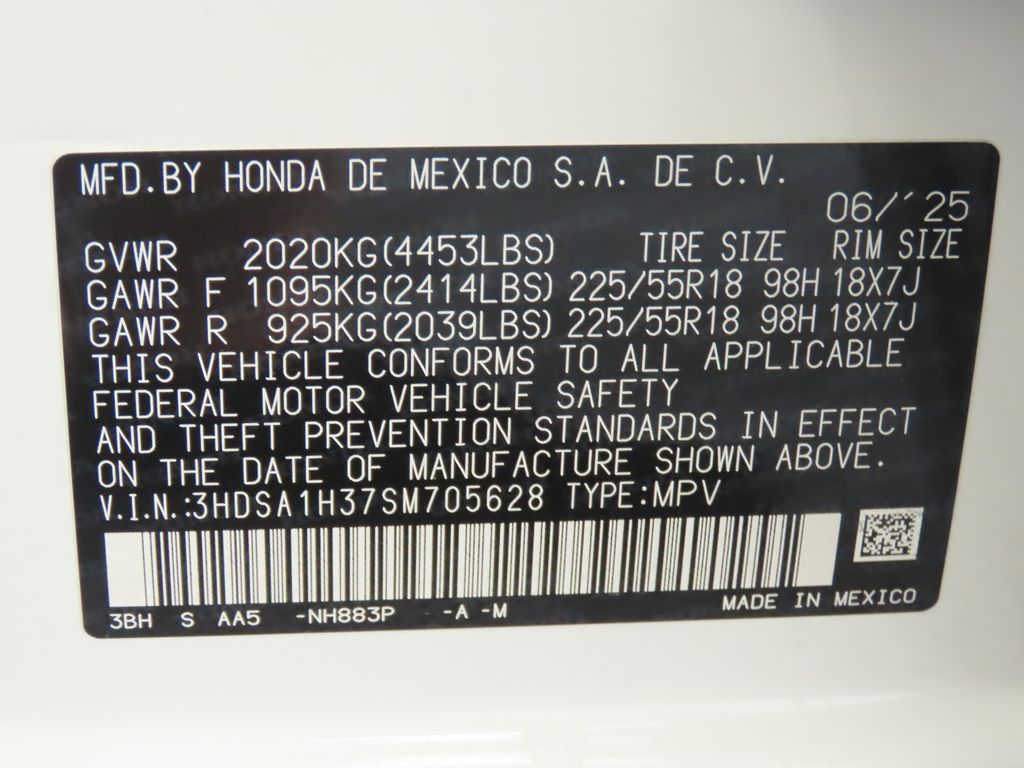 MFD.BY HONDA DE MEXICO S.A. DE C.V.
06/´25
GVWR 2020KG(4453LBS) TIRE SIZE RIM SIZE
GAWR F 1095KG(2414LBS) 225/55R18 98H 18X7J
GAWR R 925KG(2039LBS) 225/55R18 98H 18X7J
THIS VEHICLE CONFORMS TO ALL APPLICABLE
FEDERAL MOTOR VEHICLE SAFETY
AND THEFT PREVENTION STANDARDS IN EFFECT
ON THE DATE OF MANUFACTURE SHOWN ABOVE.
V.I.N.:3HDSA1H37SM705628 TYPE:MPV
3BH S AA5 -NH883P -A -M MADE IN MEXICO